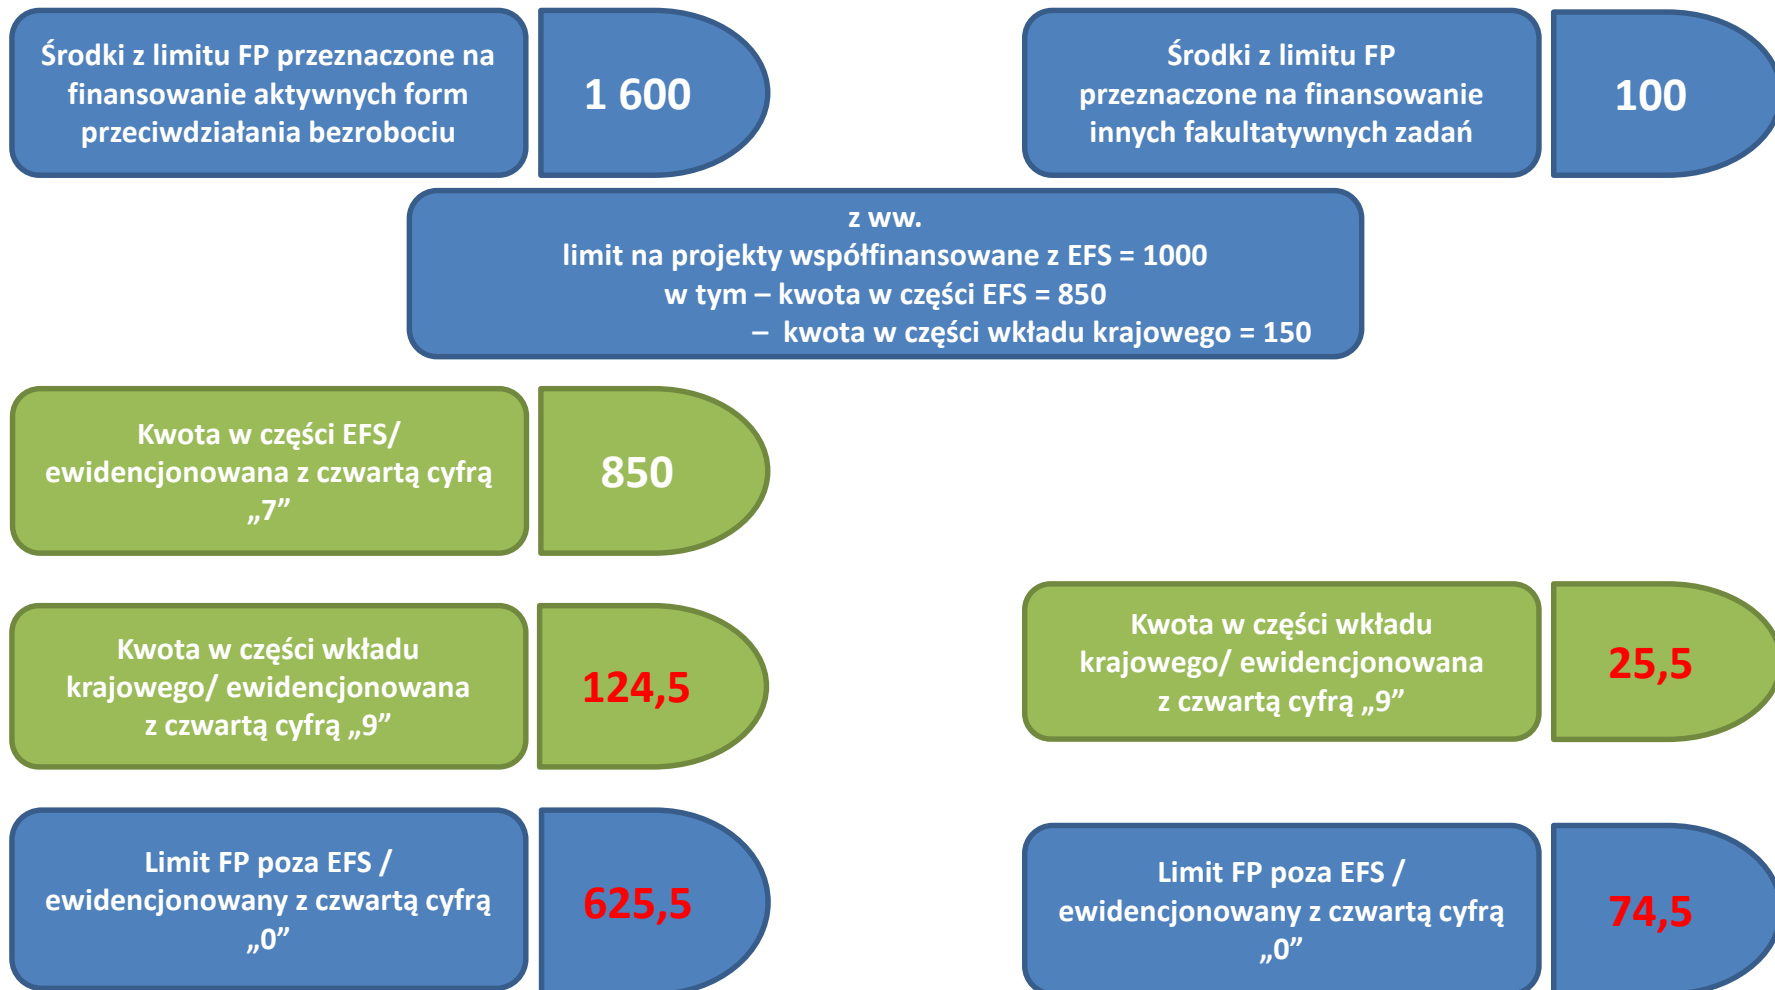 Środki z limitu FP przeznaczone na
finansowanie aktywnych form
przeciwdziałania bezrobociu
1 600
Środki z limitu FP
przeznaczone na finansowanie
innych fakultatywnych zadań
100
z ww.
limit na projekty współfinansowane z EFS = 1000
w tym – kwota w części EFS = 850
– kwota w części wkładu krajowego = 150
Kwota w części EFS/
ewidencjonowana z czwartą cyfrą
„7”
850
Kwota w części wkładu
krajowego/ ewidencjonowana
z czwartą cyfrą „9”
124,5
Kwota w części wkładu
krajowego/ ewidencjonowana
z czwartą cyfrą „9”
25,5
Limit FP poza EFS /
ewidencjonowany z czwartą cyfrą
„0”
625,5
Limit FP poza EFS /
ewidencjonowany z czwartą cyfrą
„0”
74,5